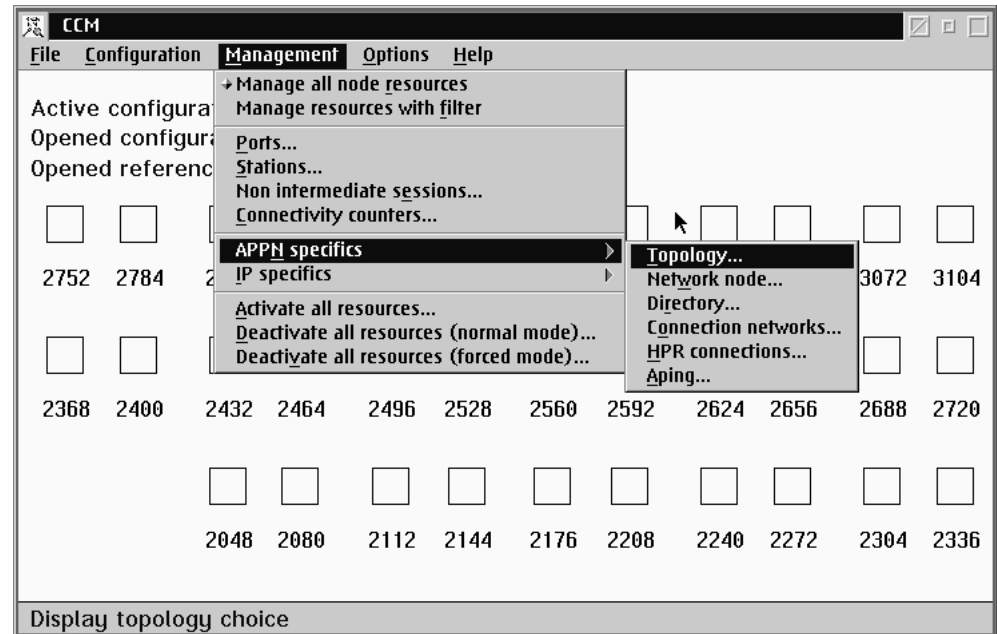 CCM
File Configuration Management Options Help
Manage all node resources
Manage resources with filter
Active configurat
Opened configura
Opened referenc
Ports...
Stations...
Non intermediate sessions...
Connectivity counters...
APPN specifics
IP specifics
Activate all resources...
Deactivate all resources (normal mode)...
Deactivate all resources (forced mode)...
Topology...
Network node...
Directory...
Connection networks...
HPR connections...
Aping...
2752 2784 2 3072 3104
2368 2400 2432 2464 2496 2528 2560 2592 2624 2656 2688 2720
2048 2080 2112 2144 2176 2208 2240 2272 2304 2336
Display topology choice